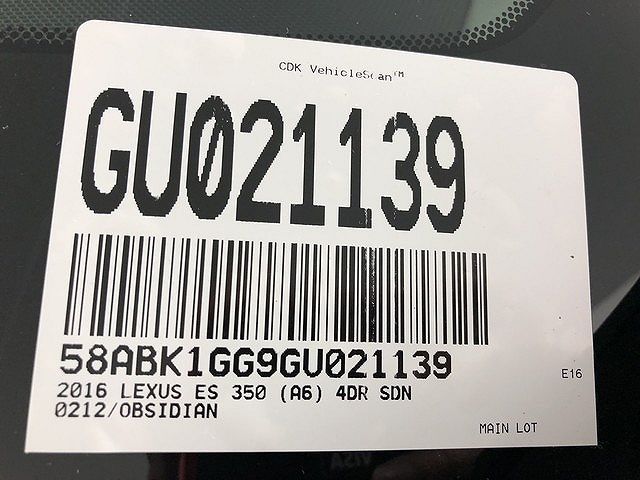 CDK VehicleScan™
GU021139
58ABK1GG9GU021139
2016 LEXUS ES 350 (A6) 4DR SDN
0212/OBSIDIAN
E16
MAIN LOT